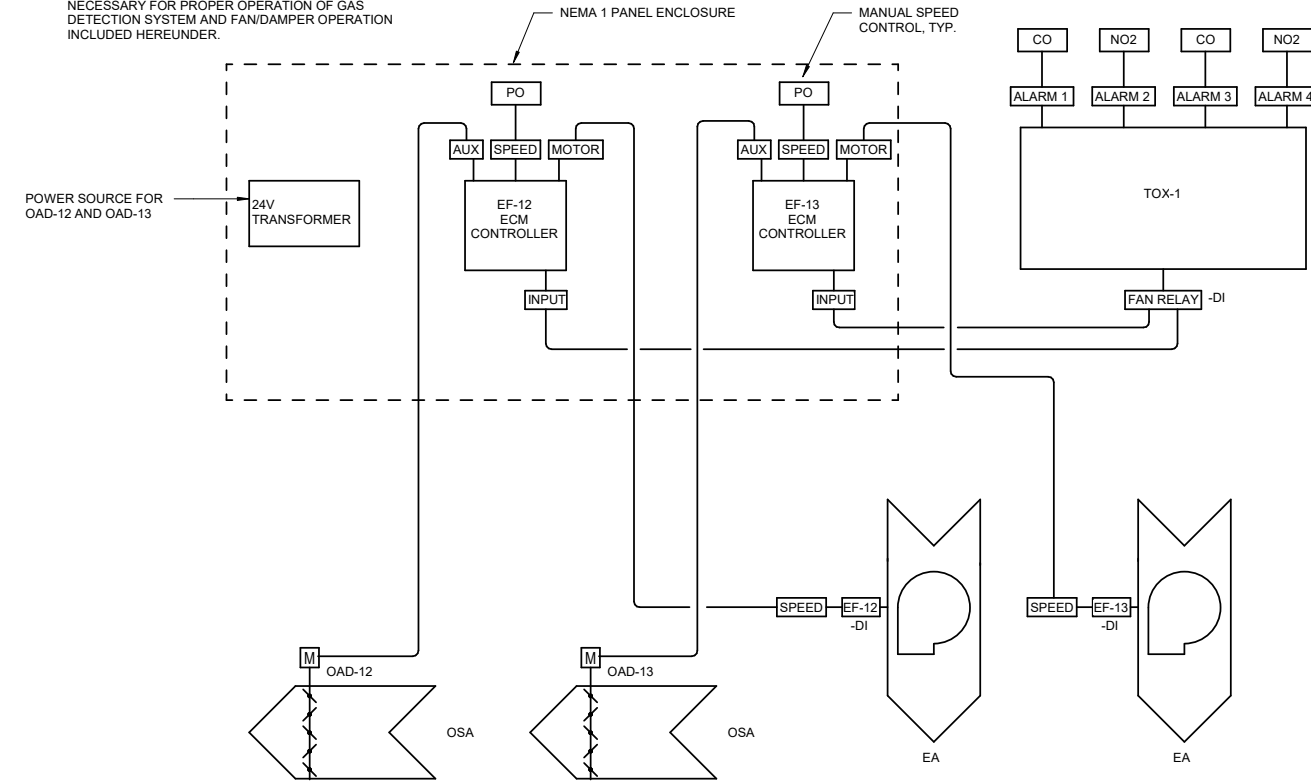 NECESSARY FOR PROPER OPERATION OF GAS
DETECTION SYSTEM AND FAN/DAMPER OPERATION
INCLUDED HEREUNDER.
NEMA 1 PANEL ENCLOSURE
MANUAL SPEED
CONTROL, TYP.
CO
NO2
CO
NO2
ALARM 1
ALARM 2
ALARM 3
ALARM 4
PO
PO
AUX
SPEED
MOTOR
AUX
SPEED
MOTOR
POWER SOURCE FOR
OAD-12 AND OAD-13
24V
TRANSFORMER
EF-12
ECM
CONTROLLER
EF-13
ECM
CONTROLLER
TOX-1
INPUT
INPUT
FAN RELAY
-DI
SPEED
EF-12
-DI
SPEED
EF-13
-DI
M
OAD-12
M
OAD-13
OSA
OSA
EA
EA